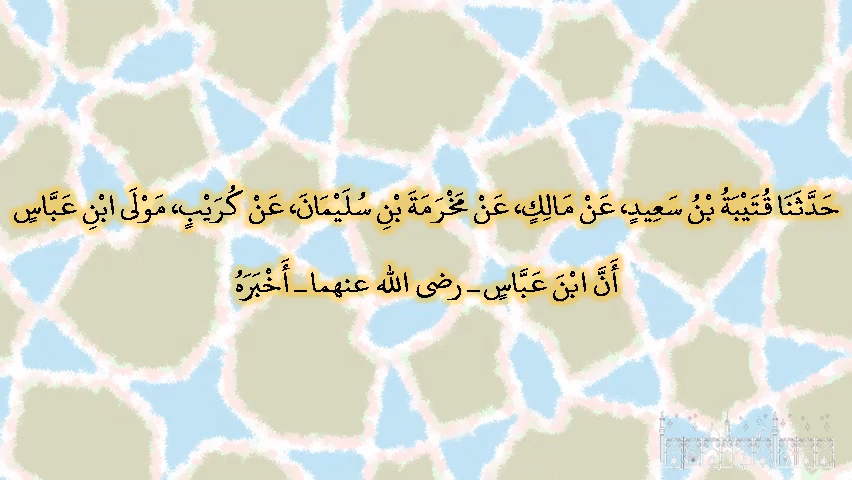 حَدَّثَنَا قُتَيْبَةُ بْنُ سَعِيدٍ، عَنْ مَالِكٍ، عَنْ مَخْرَمَةَ بْنِ سُلَيْمَانَ، عَنْ كُرَيْبٍ، مَوْلَى ابْنِ عَبَّاسٍ
أَنَّ ابْنَ عَبَّاسٍ ـ رضى الله عنهما ـ أَخْبَرَهُ